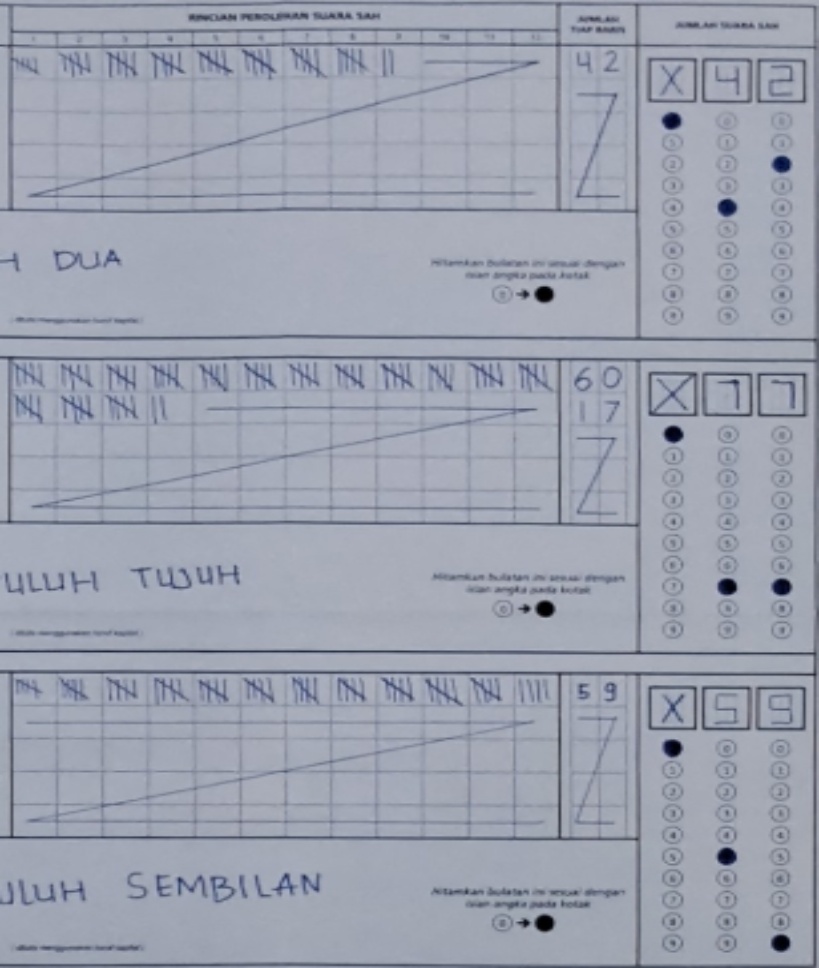 RINCIAN PEROLEHAN SUARA SAH
JUMLAH TIAP BARIS
JUMLAH SUARA SAH
1 2 3 4 5 6 7 8 9 10 11 12
42
X 4 2
H DUA
Hitamkan bulatan ini sesuai dengan
isian angka pada kotak
0 → ●
(ditulis menggunakan huruf kapital)
60
17
X 7 7
ULUH TUJUH
Hitamkan bulatan ini sesuai dengan
isian angka pada kotak
0 → ●
(ditulis menggunakan huruf kapital)
59
X 5 9
ULUH SEMBILAN
Hitamkan bulatan ini sesuai dengan
isian angka pada kotak
0 → ●
(ditulis menggunakan huruf kapital)